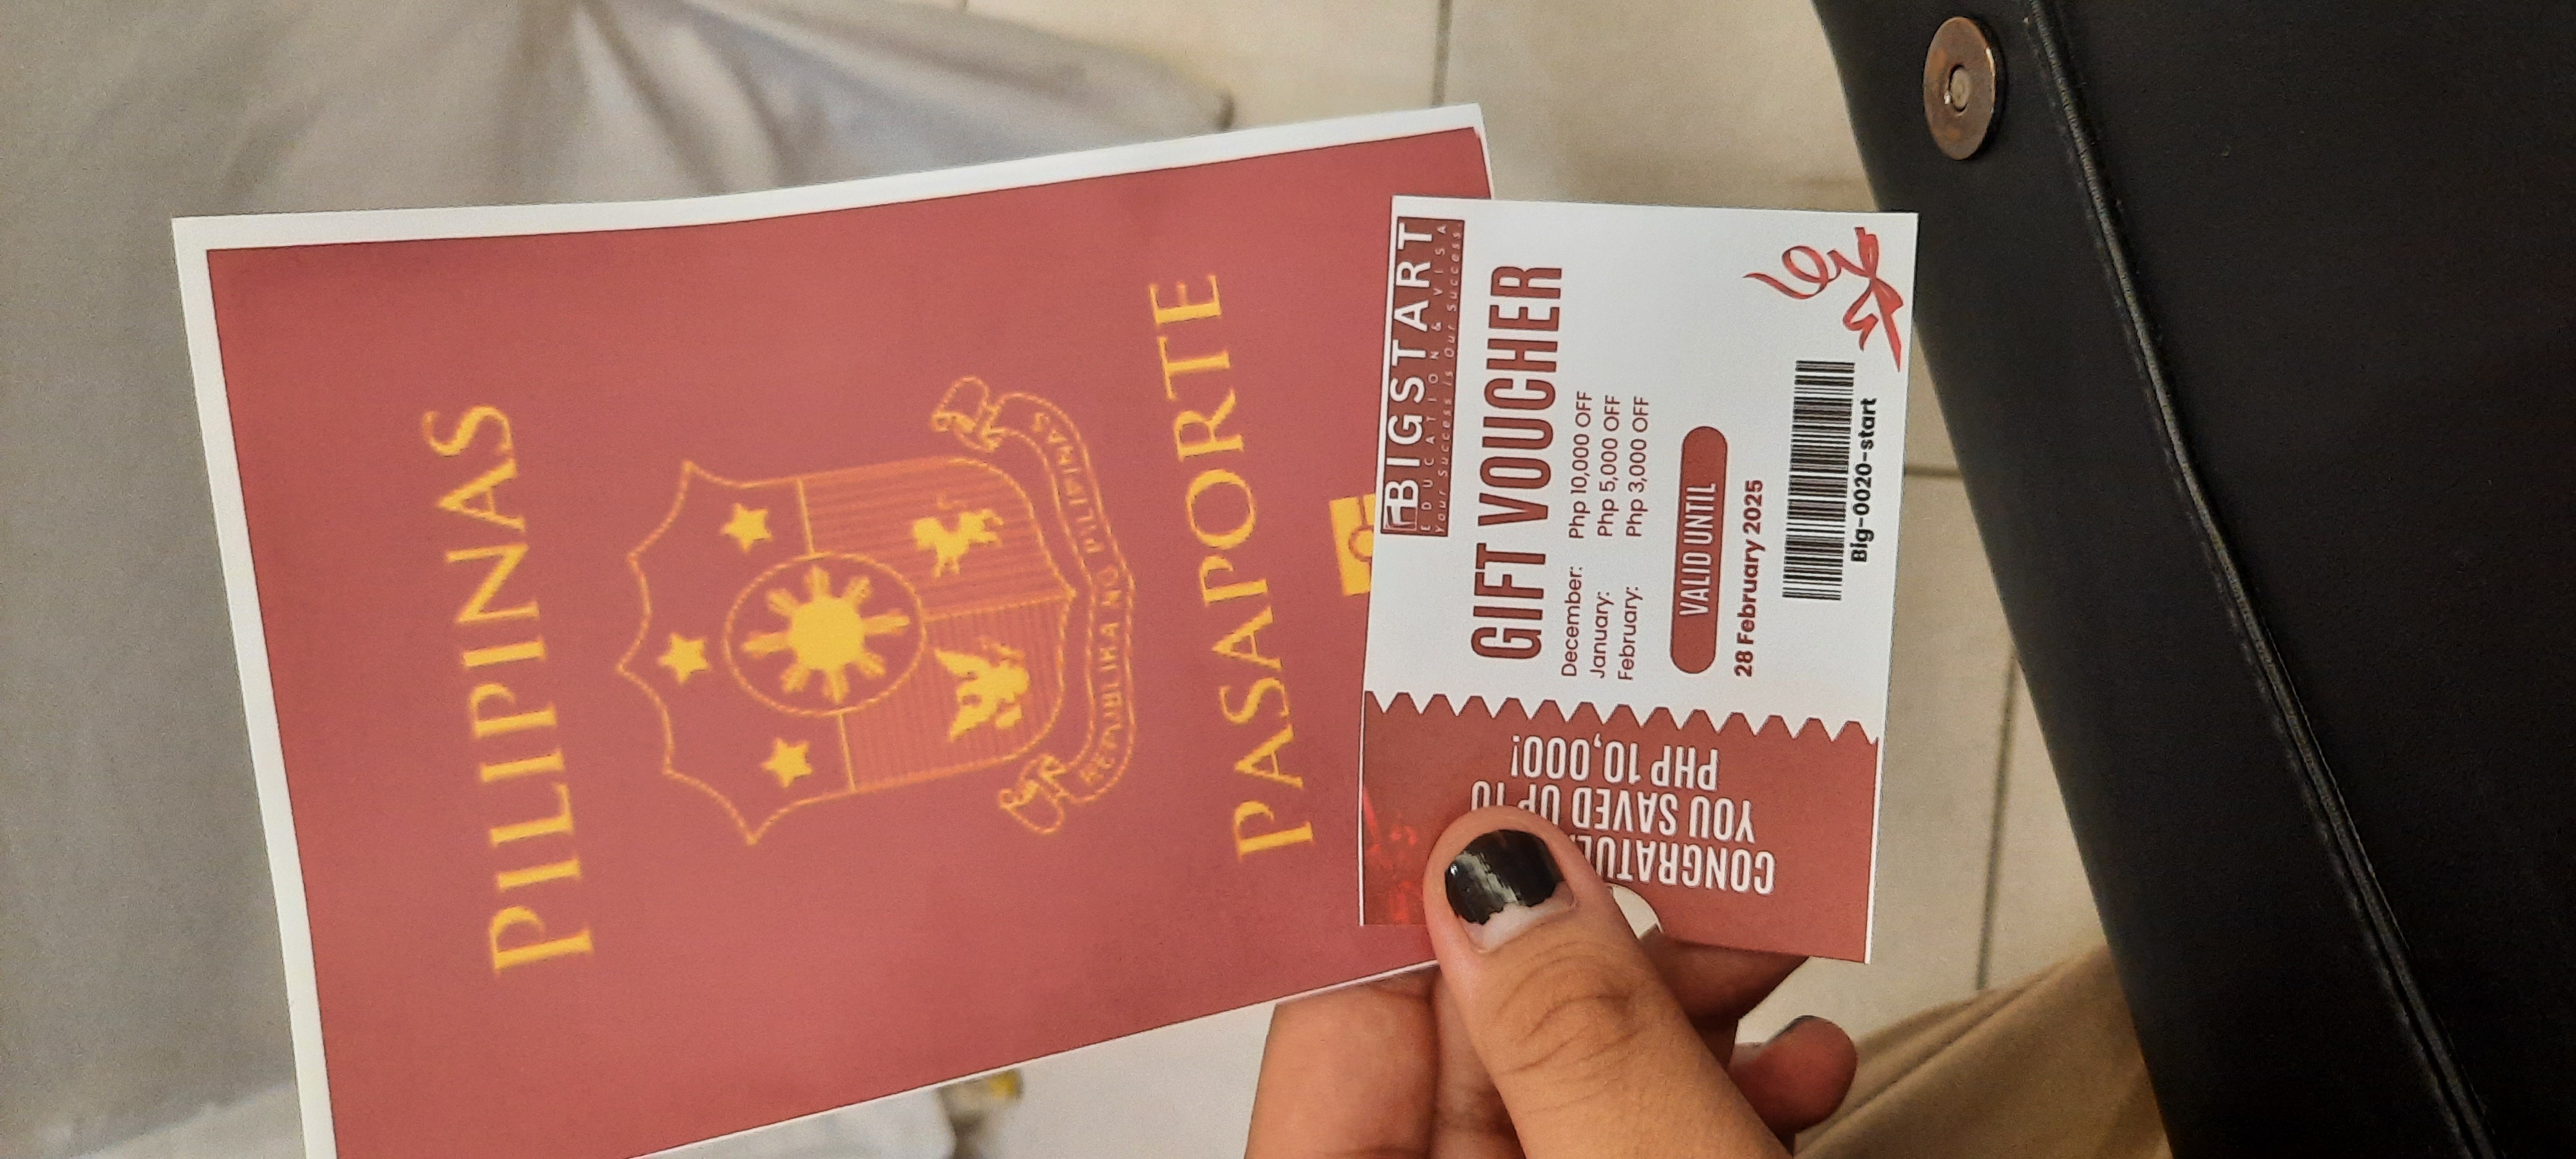 PILIPINAS
REPUBLIKA NG PILIPINAS
PASAPORTE
BIGSTART
EDUCATION & VISA
Your Success is Our Success.
GIFT VOUCHER
December: Php 10,000 OFF
January: Php 5,000 OFF
February: Php 3,000 OFF
VALID UNTIL
28 February 2025
Big-0020-start
YOU SAVED UP TO
PHP 10,000!